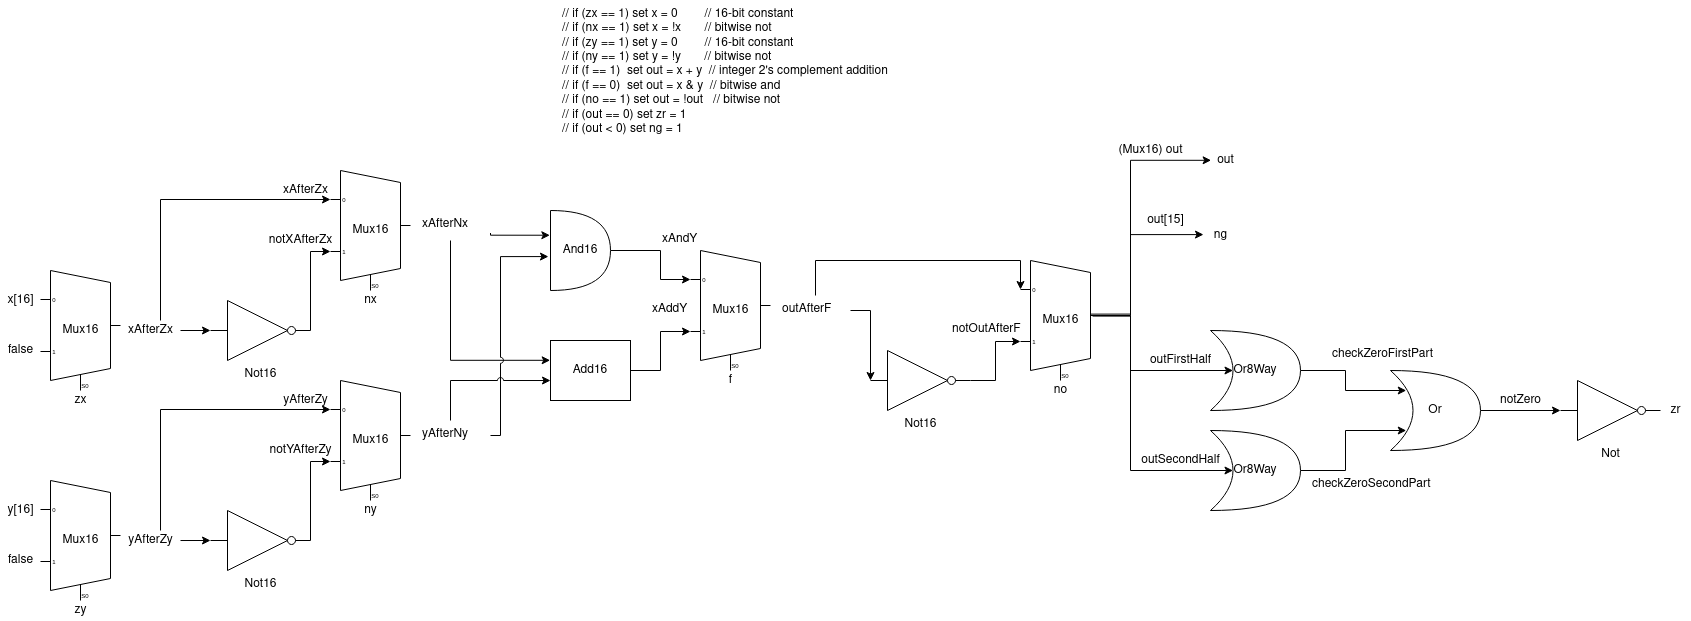 // if (zx == 1) set x = 0 // 16-bit constant
// if (nx == 1) set x = !x // bitwise not
// if (zy == 1) set y = 0 // 16-bit constant
// if (ny == 1) set y = !y // bitwise not
// if (f == 1) set out = x + y // integer 2's complement addition
// if (f == 0) set out = x & y // bitwise and
// if (no == 1) set out = !out // bitwise not
// if (out == 0) set zr = 1
// if (out < 0) set ng = 1
x[16]
0
Mux16
false
1
S0
zx
xAfterZx
Not16
xAfterZx
0
notXAfterZx
Mux16
1
S0
nx
xAfterNx
y[16]
0
Mux16
false
1
S0
zy
yAfterZy
Not16
yAfterZy
0
notYAfterZy
Mux16
1
S0
ny
yAfterNy
And16
xAndY
Add16
xAddY
0
Mux16
1
S0
f
outAfterF
Not16
notOutAfterF
0
Mux16
1
S0
no
(Mux16) out
out
out[15]
ng
outFirstHalf
Or8Way
checkZeroFirstPart
outSecondHalf
Or8Way
checkZeroSecondPart
Or
notZero
Not
zr